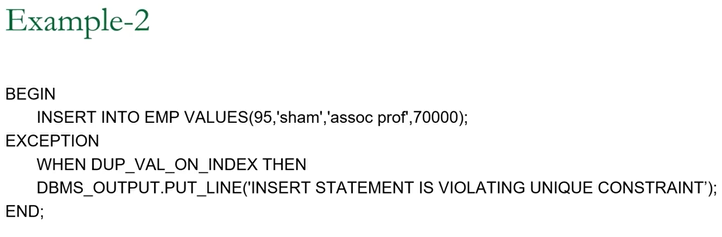 Example-2
BEGIN
INSERT INTO EMP VALUES(95,'sham','assoc prof',70000);
EXCEPTION
WHEN DUP_VAL_ON_INDEX THEN
DBMS_OUTPUT.PUT_LINE('INSERT STATEMENT IS VIOLATING UNIQUE CONSTRAINT’);
END;